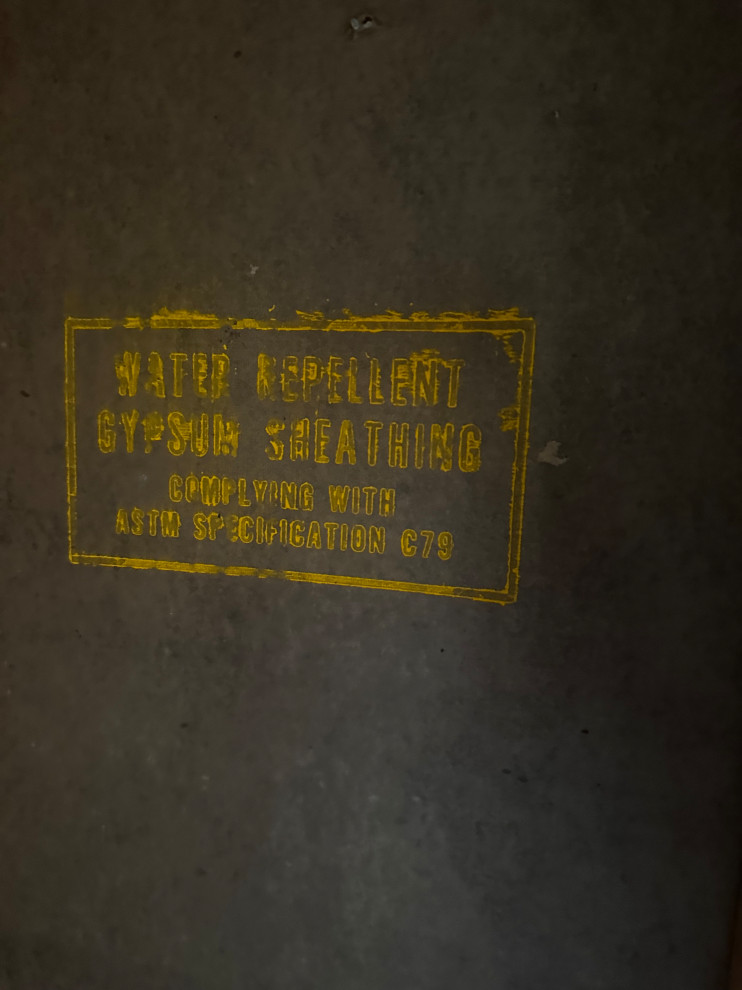 WATER REPELLENT
GYPSUM SHEATHING
COMPLYING WITH
ASTM SPECIFICATION C79